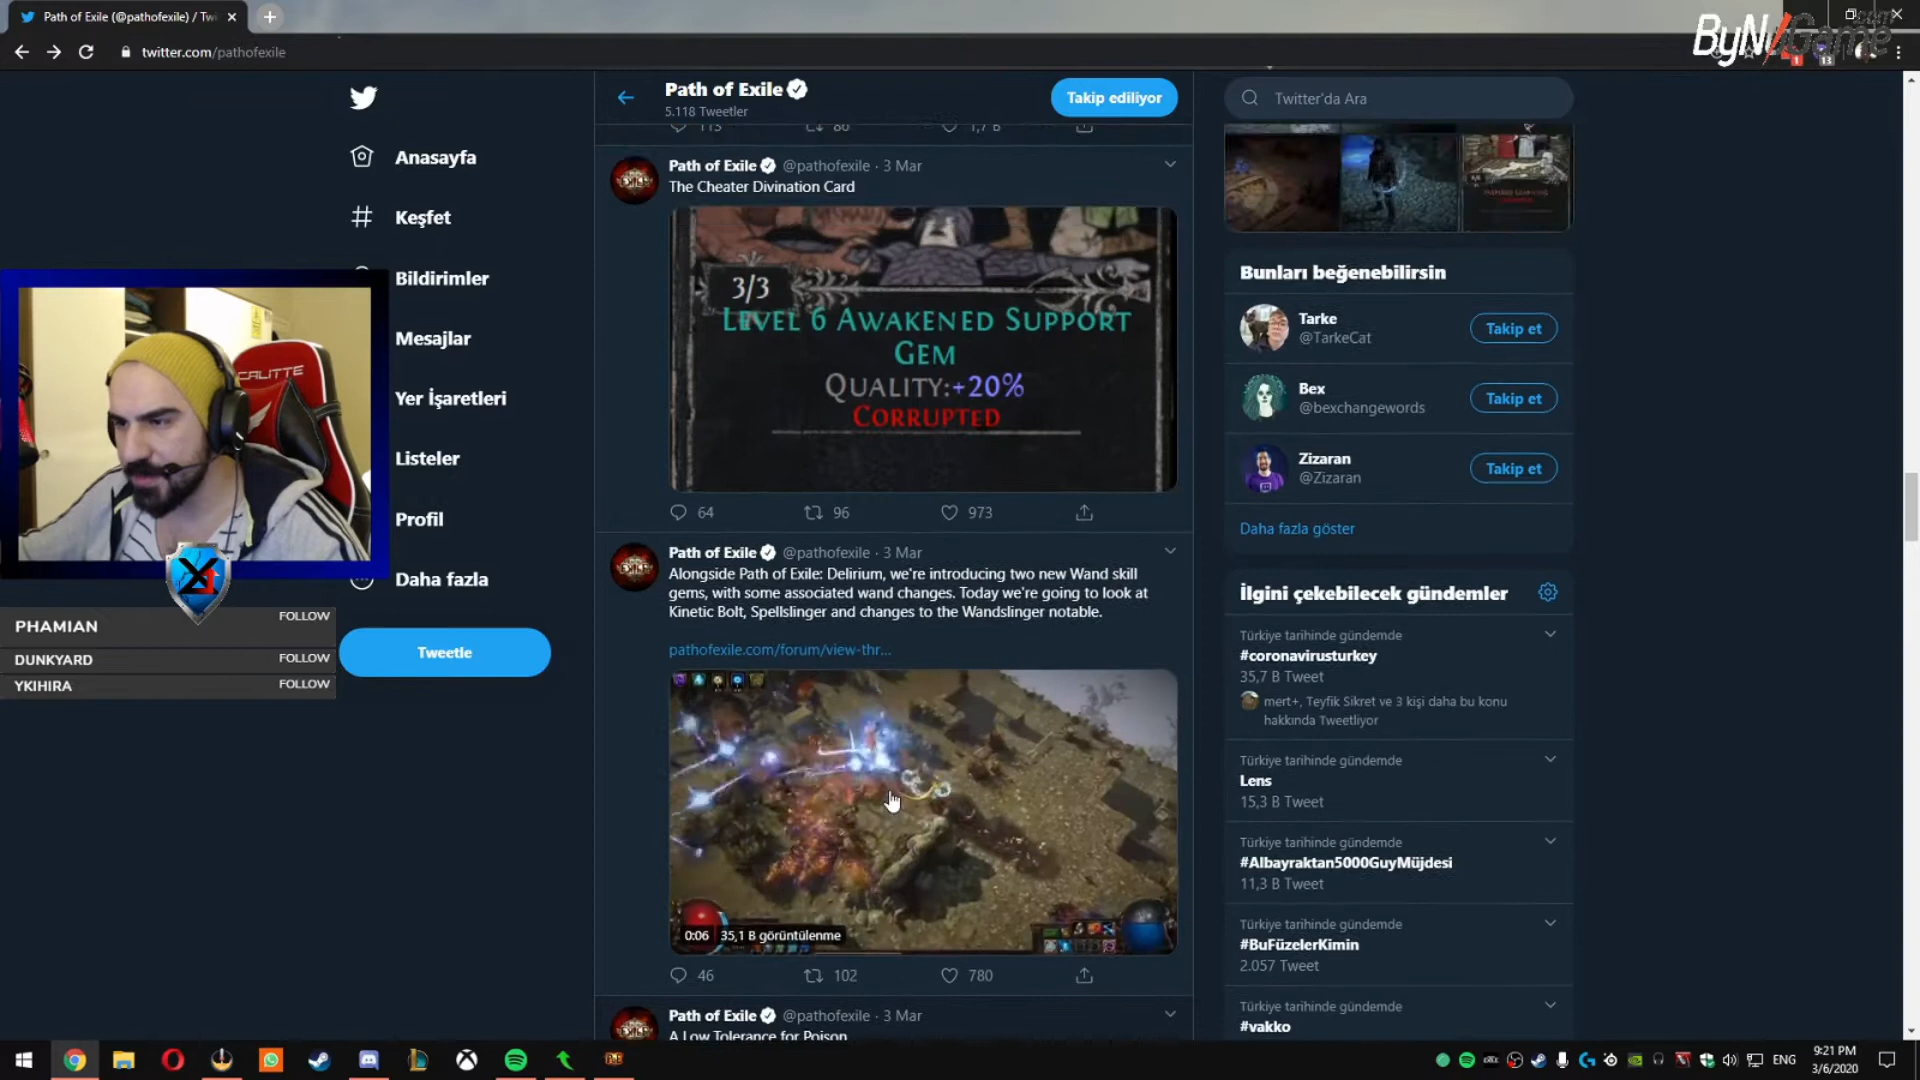 Path of Exile (@pathofexile) / Tw
twitter.com/pathofexile
ByN/Game
.com
1
13
Path of Exile
5.118 Tweetler
Takip ediliyor
Twitter'da Ara
Anasayfa
Keşfet
Bildirimler
Mesajlar
Yer İşaretleri
Listeler
Profil
Daha fazla
Tweetle
CALITTE
PHAMIAN FOLLOW
DUNKYARD FOLLOW
YKIHIRA FOLLOW
113 86 1,7 B
Path of Exile @pathofexile · 3 Mar
The Cheater Divination Card
3/3
Level 6 Awakened Support
Gem
Quality:+20%
Corrupted
64 96 973
Path of Exile @pathofexile · 3 Mar
Alongside Path of Exile: Delirium, we're introducing two new Wand skill
gems, with some associated wand changes. Today we're going to look at
Kinetic Bolt, Spellslinger and changes to the Wandslinger notable.
pathofexile.com/forum/view-thr...
0:06 35,1 B görüntülenme
46 102 780
Path of Exile @pathofexile · 3 Mar
A Low Tolerance for Poison
Bunları beğenebilirsin
Tarke
@TarkeCat
Takip et
Bex
@bexchangewords
Takip et
Zizaran
@Zizaran
Takip et
Daha fazla göster
İlgini çekebilecek gündemler
Türkiye tarihinde gündemde
#coronavirusturkey
35,7 B Tweet
mert+, Teyfik Sikret ve 3 kişi daha bu konu
hakkında Tweetliyor
Türkiye tarihinde gündemde
Lens
15,3 B Tweet
Türkiye tarihinde gündemde
#Albayraktan5000GuyMüjdesi
11,3 B Tweet
Türkiye tarihinde gündemde
#BuFüzelerKimin
2.057 Tweet
Türkiye tarihinde gündemde
#vakko
ENG
9:21 PM
3/6/2020